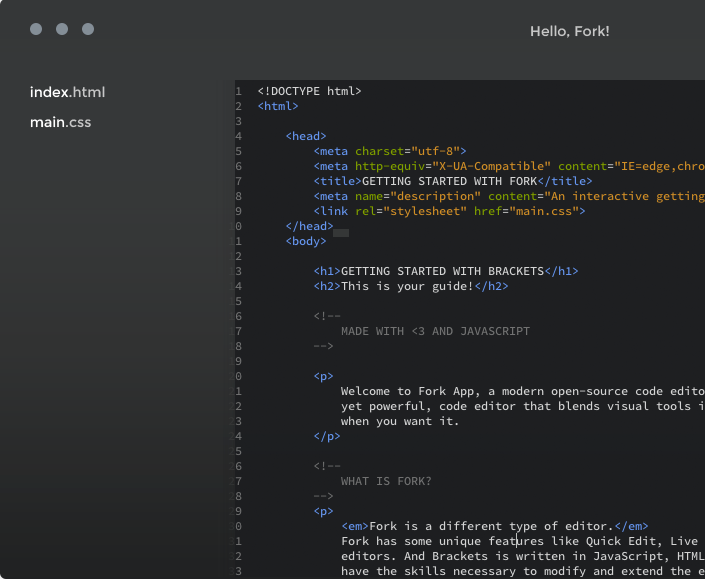 Hello, Fork!
index.html
main.css
1 <!DOCTYPE html>
2 <html>
3
4 <head>
5 <meta charset="utf-8">
6 <meta http-equiv="X-UA-Compatible" content="IE=edge,chro
7 <title>GETTING STARTED WITH FORK</title>
8 <meta name="description" content="An interactive getting
9 <link rel="stylesheet" href="main.css">
0 </head>
1 <body>
2
3 <h1>GETTING STARTED WITH BRACKETS</h1>
4 <h2>This is your guide!</h2>
5
6 <!--
7 MADE WITH <3 AND JAVASCRIPT
8 -->
9
0 <p>
1 Welcome to Fork App, a modern open-source code edito
2 yet powerful, code editor that blends visual tools i
3 when you want it.
4 </p>
5
6 <!--
7 WHAT IS FORK?
8 -->
9 <p>
0 <em>Fork is a different type of editor.</em>
1 Fork has some unique features like Quick Edit, Live
2 editors. And Brackets is written in JavaScript, HTML
3 have the skills necessary to modify and extend the e